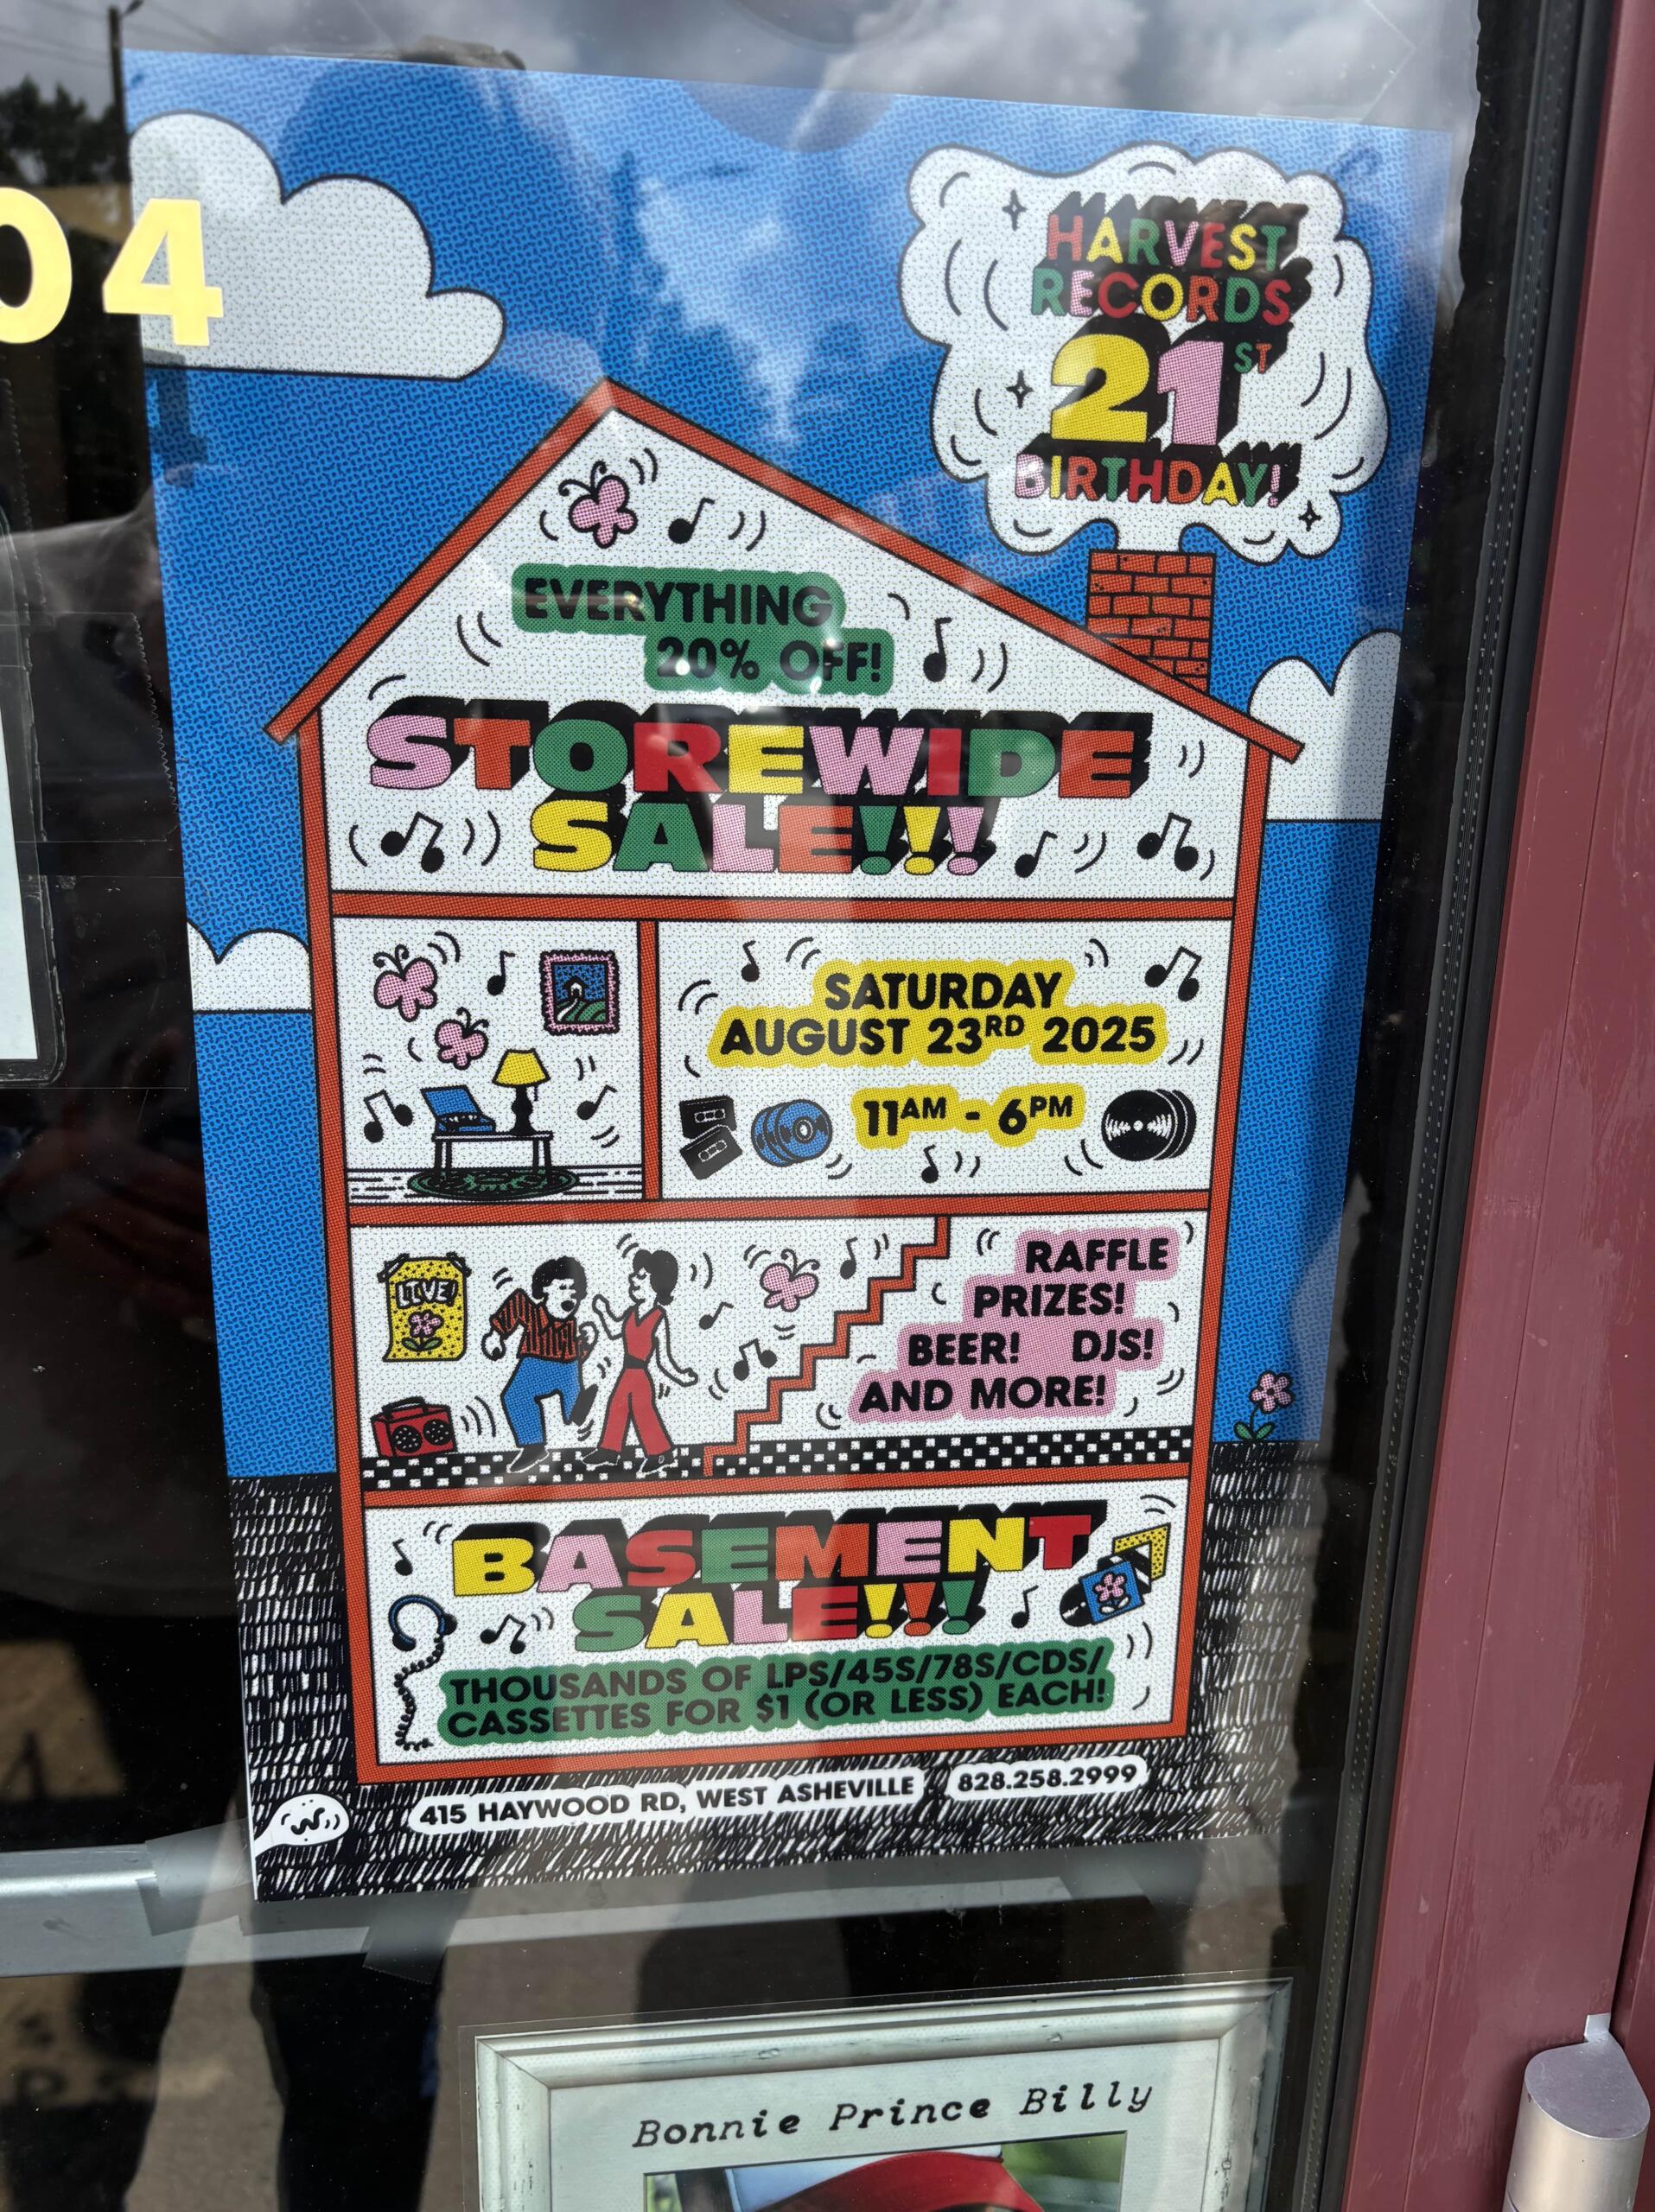 04
HARVEST
RECORDS
21ST
BIRTHDAY!
EVERYTHING
20% OFF!
STOREWIDE
SALE!!!
SATURDAY
AUGUST 23RD 2025
11AM - 6PM
LIVE!
RAFFLE
PRIZES!
BEER! DJS!
AND MORE!
BASEMENT
SALE!!!
THOUSANDS OF LPS/45S/78S/CDS/
CASSETTES FOR $1 (OR LESS) EACH!
415 HAYWOOD RD, WEST ASHEVILLE 828.258.2999
W
Bonnie Prince Billy